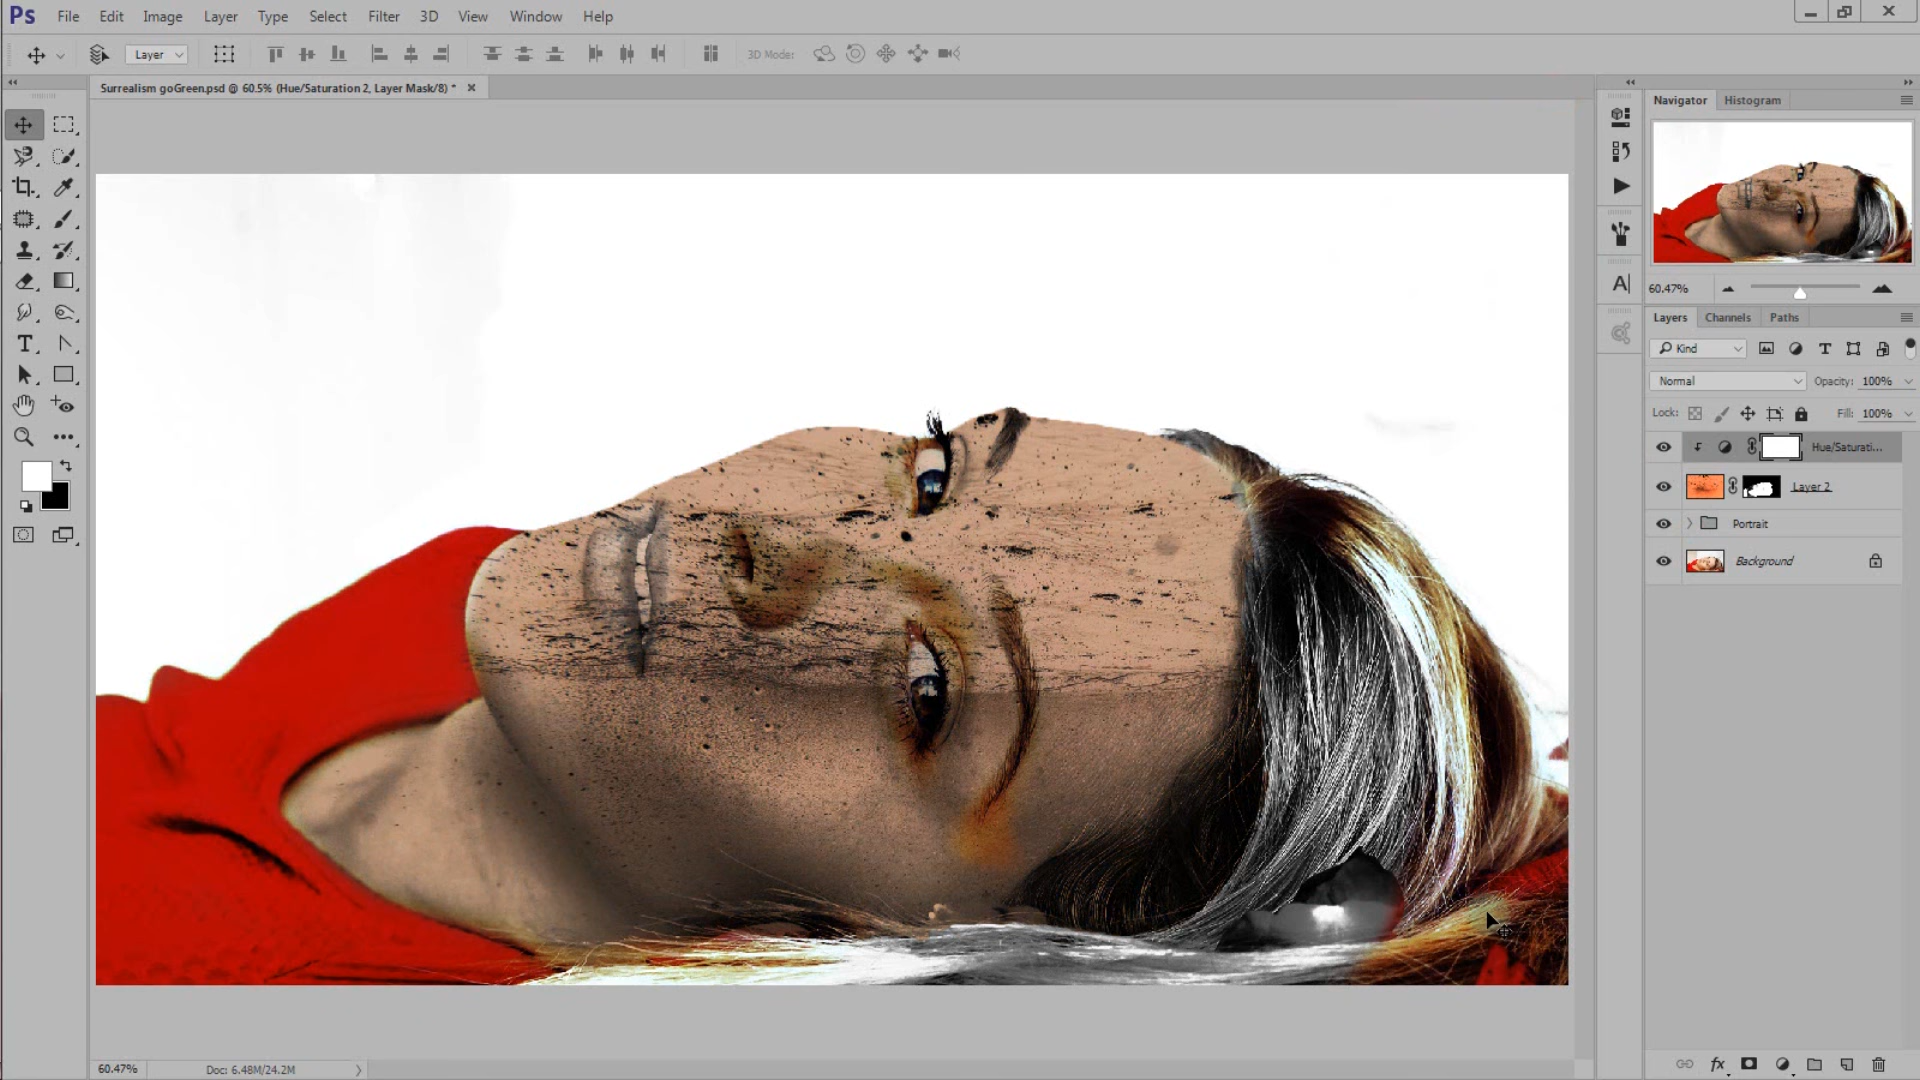 Ps File Edit Image Layer Type Select Filter 3D View Window Help
Layer 3D Mode:
Surrealism goGreen.psd @ 60.5% (Hue/Saturation 2, Layer Mask/8) *
Navigator Histogram
60.47%
Layers Channels Paths
Kind
Normal Opacity: 100%
Lock: Fill: 100%
Hue/Saturati...
Layer 2
Portrait
Background
60.47% Doc: 6.48M/24.2M